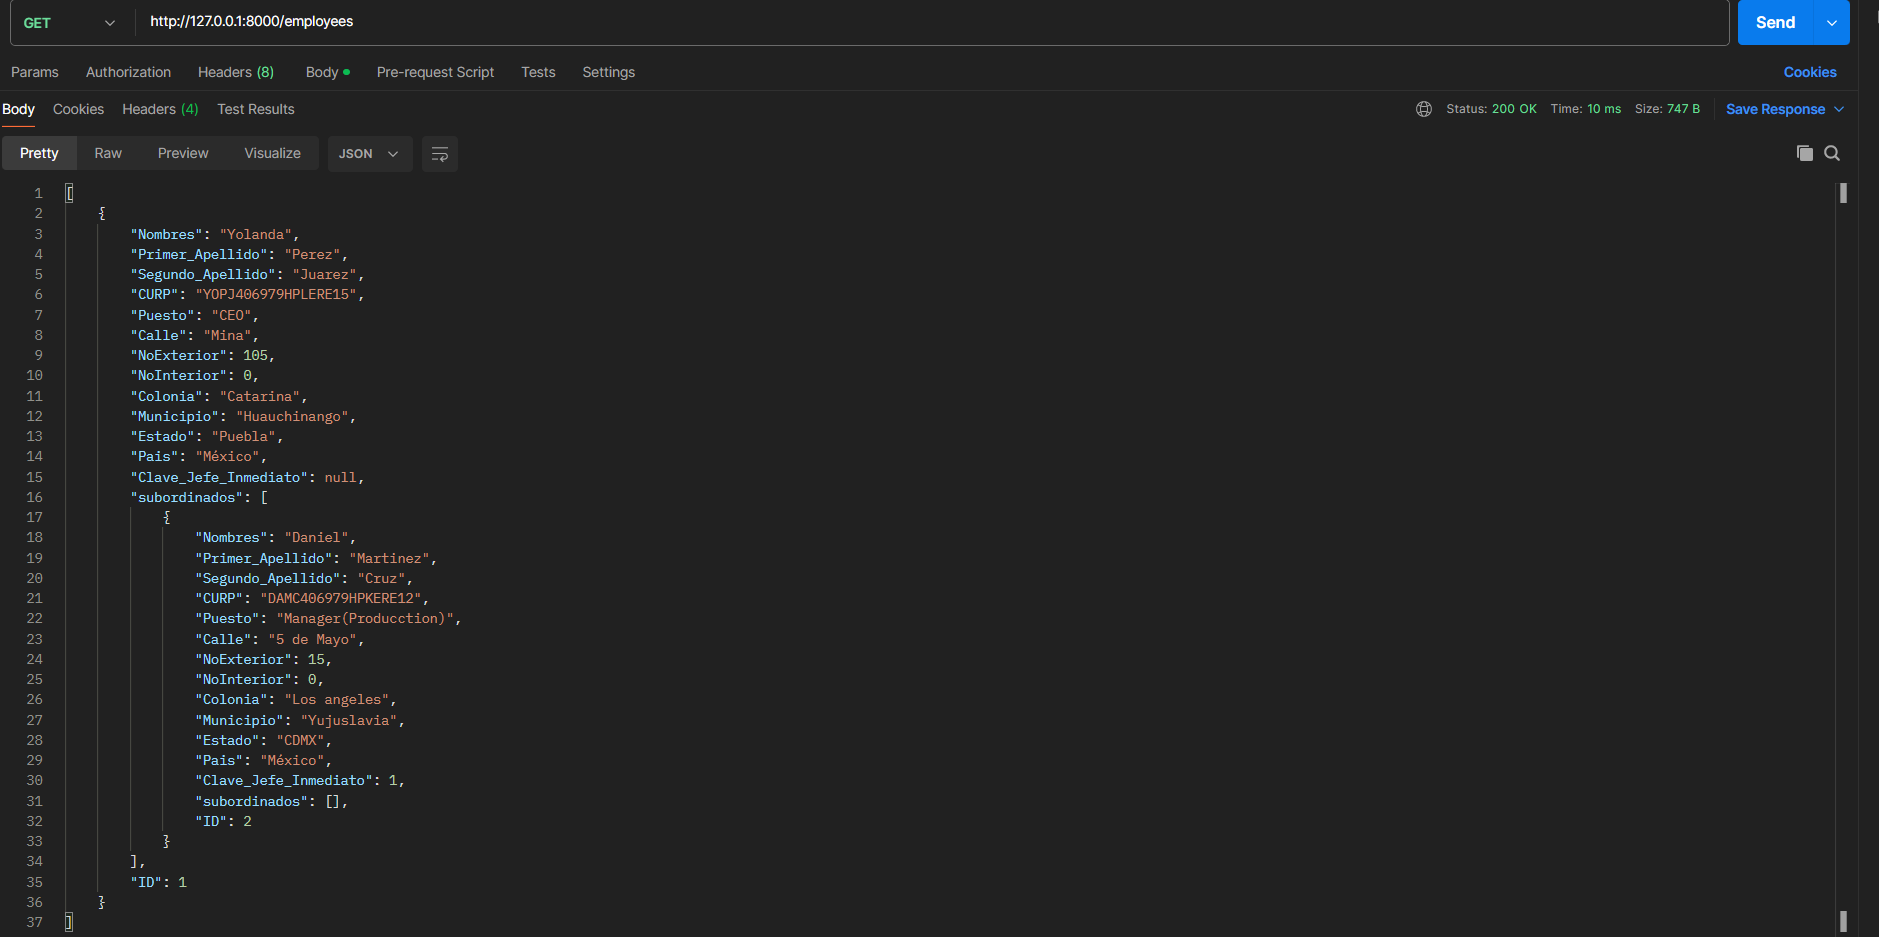 GET http://127.0.0.1:8000/employees Send
Params Authorization Headers (8) Body Pre-request Script Tests Settings Cookies
Body Cookies Headers (4) Test Results Status: 200 OK Time: 10 ms Size: 747 B Save Response
Pretty Raw Preview Visualize JSON
1 [
2 {
3 "Nombres": "Yolanda",
4 "Primer_Apellido": "Perez",
5 "Segundo_Apellido": "Juarez",
6 "CURP": "YOPJ406979HPLERE15",
7 "Puesto": "CEO",
8 "Calle": "Mina",
9 "NoExterior": 105,
10 "NoInterior": 0,
11 "Colonia": "Catarina",
12 "Municipio": "Huauchinango",
13 "Estado": "Puebla",
14 "Pais": "México",
15 "Clave_Jefe_Inmediato": null,
16 "subordinados": [
17 {
18 "Nombres": "Daniel",
19 "Primer_Apellido": "Martinez",
20 "Segundo_Apellido": "Cruz",
21 "CURP": "DAMC406979HPKERE12",
22 "Puesto": "Manager(Producction)",
23 "Calle": "5 de Mayo",
24 "NoExterior": 15,
25 "NoInterior": 0,
26 "Colonia": "Los angeles",
27 "Municipio": "Yujuslavia",
28 "Estado": "CDMX",
29 "Pais": "México",
30 "Clave_Jefe_Inmediato": 1,
31 "subordinados": [],
32 "ID": 2
33 }
34 ],
35 "ID": 1
36 }
37 ]